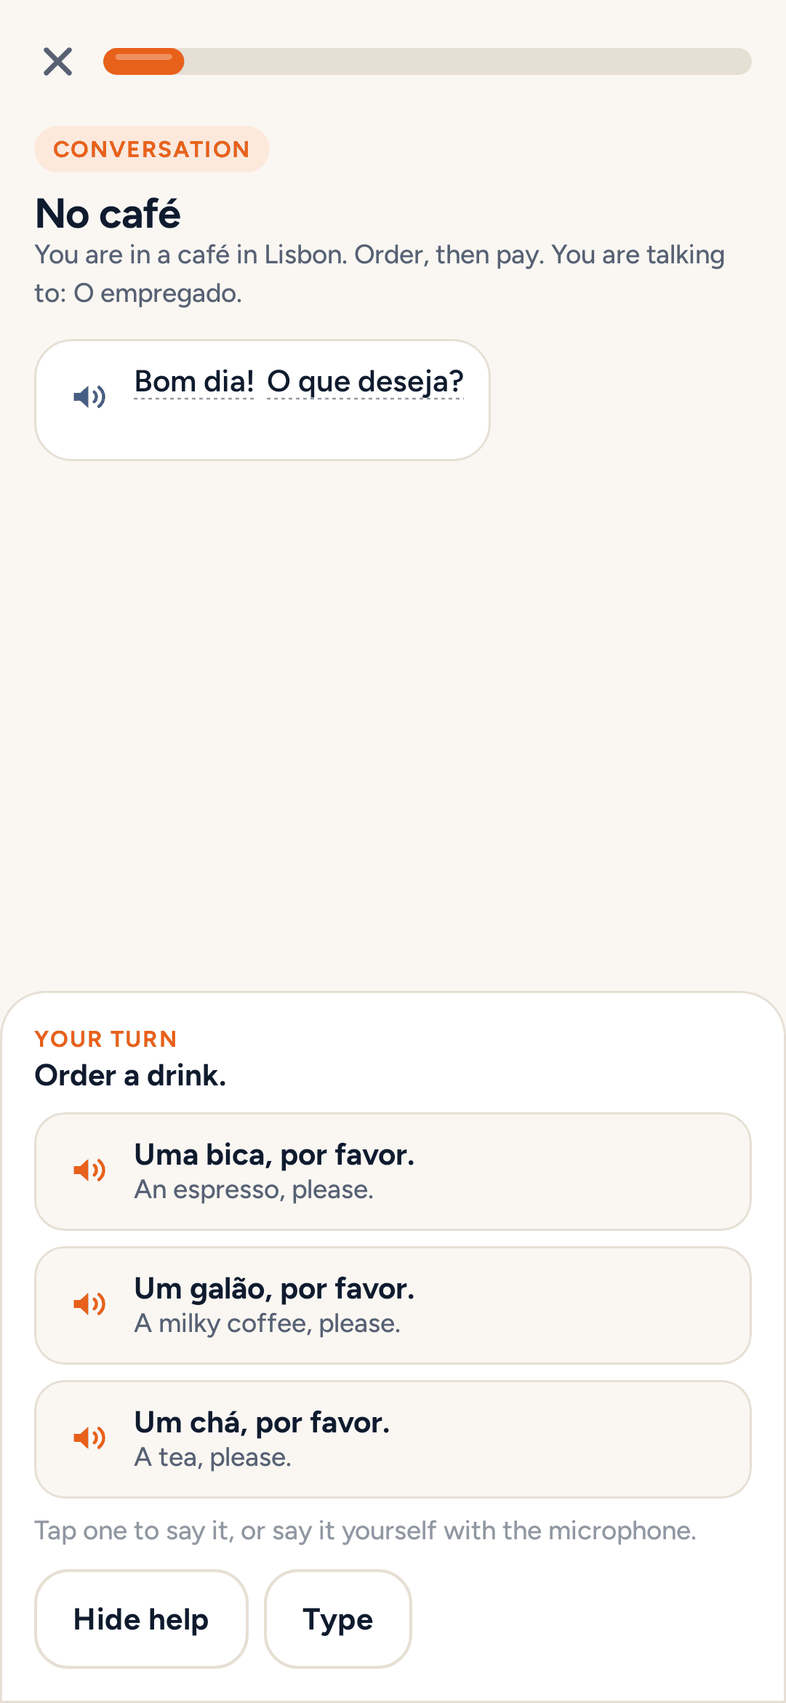 CONVERSATION
No café
You are in a café in Lisbon. Order, then pay. You are talking
to: O empregado.
Bom dia! O que deseja?
YOUR TURN
Order a drink.
Uma bica, por favor.
An espresso, please.
Um galão, por favor.
A milky coffee, please.
Um chá, por favor.
A tea, please.
Tap one to say it, or say it yourself with the microphone.
Hide help
Type